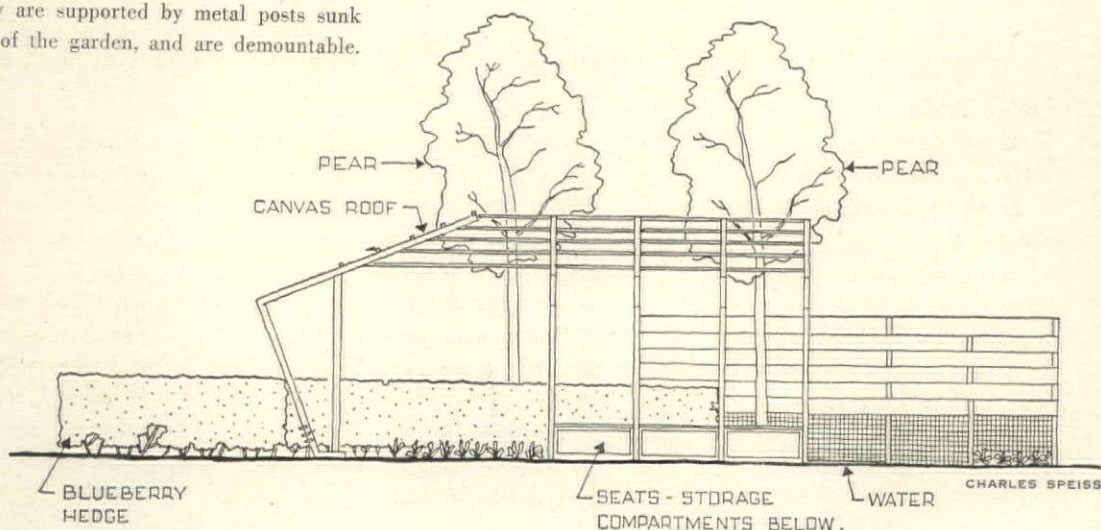 are supported by metal posts sunk
of the garden, and are demountable.
PEAR
PEAR
CANVAS ROOF
BLUEBERRY
HEDGE
SEATS - STORAGE
COMPARTMENTS BELOW.
WATER
CHARLES SPEISS